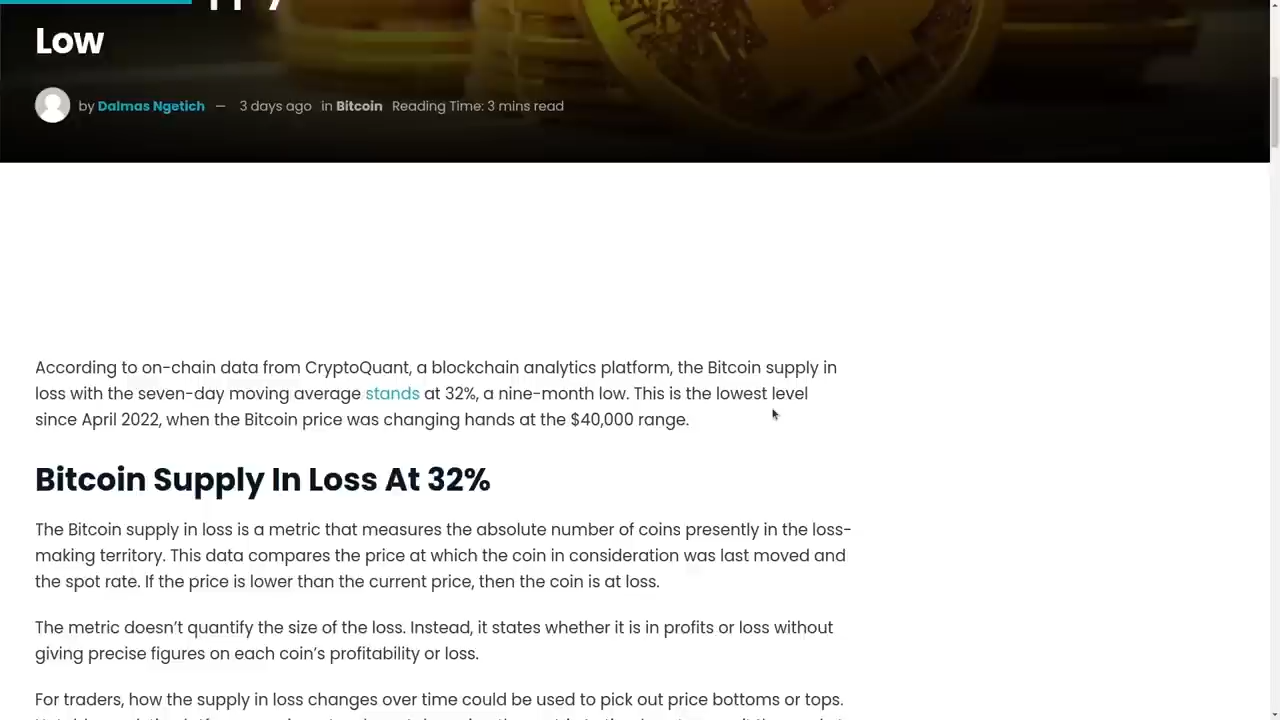 Low
by Dalmas Ngetich — 3 days ago in Bitcoin Reading Time: 3 mins read
According to on-chain data from CryptoQuant, a blockchain analytics platform, the Bitcoin supply in
loss with the seven-day moving average stands at 32%, a nine-month low. This is the lowest level
since April 2022, when the Bitcoin price was changing hands at the $40,000 range.
Bitcoin Supply In Loss At 32%
The Bitcoin supply in loss is a metric that measures the absolute number of coins presently in the loss-
making territory. This data compares the price at which the coin in consideration was last moved and
the spot rate. If the price is lower than the current price, then the coin is at loss.
The metric doesn’t quantify the size of the loss. Instead, it states whether it is in profits or loss without
giving precise figures on each coin’s profitability or loss.
For traders, how the supply in loss changes over time could be used to pick out price bottoms or tops.